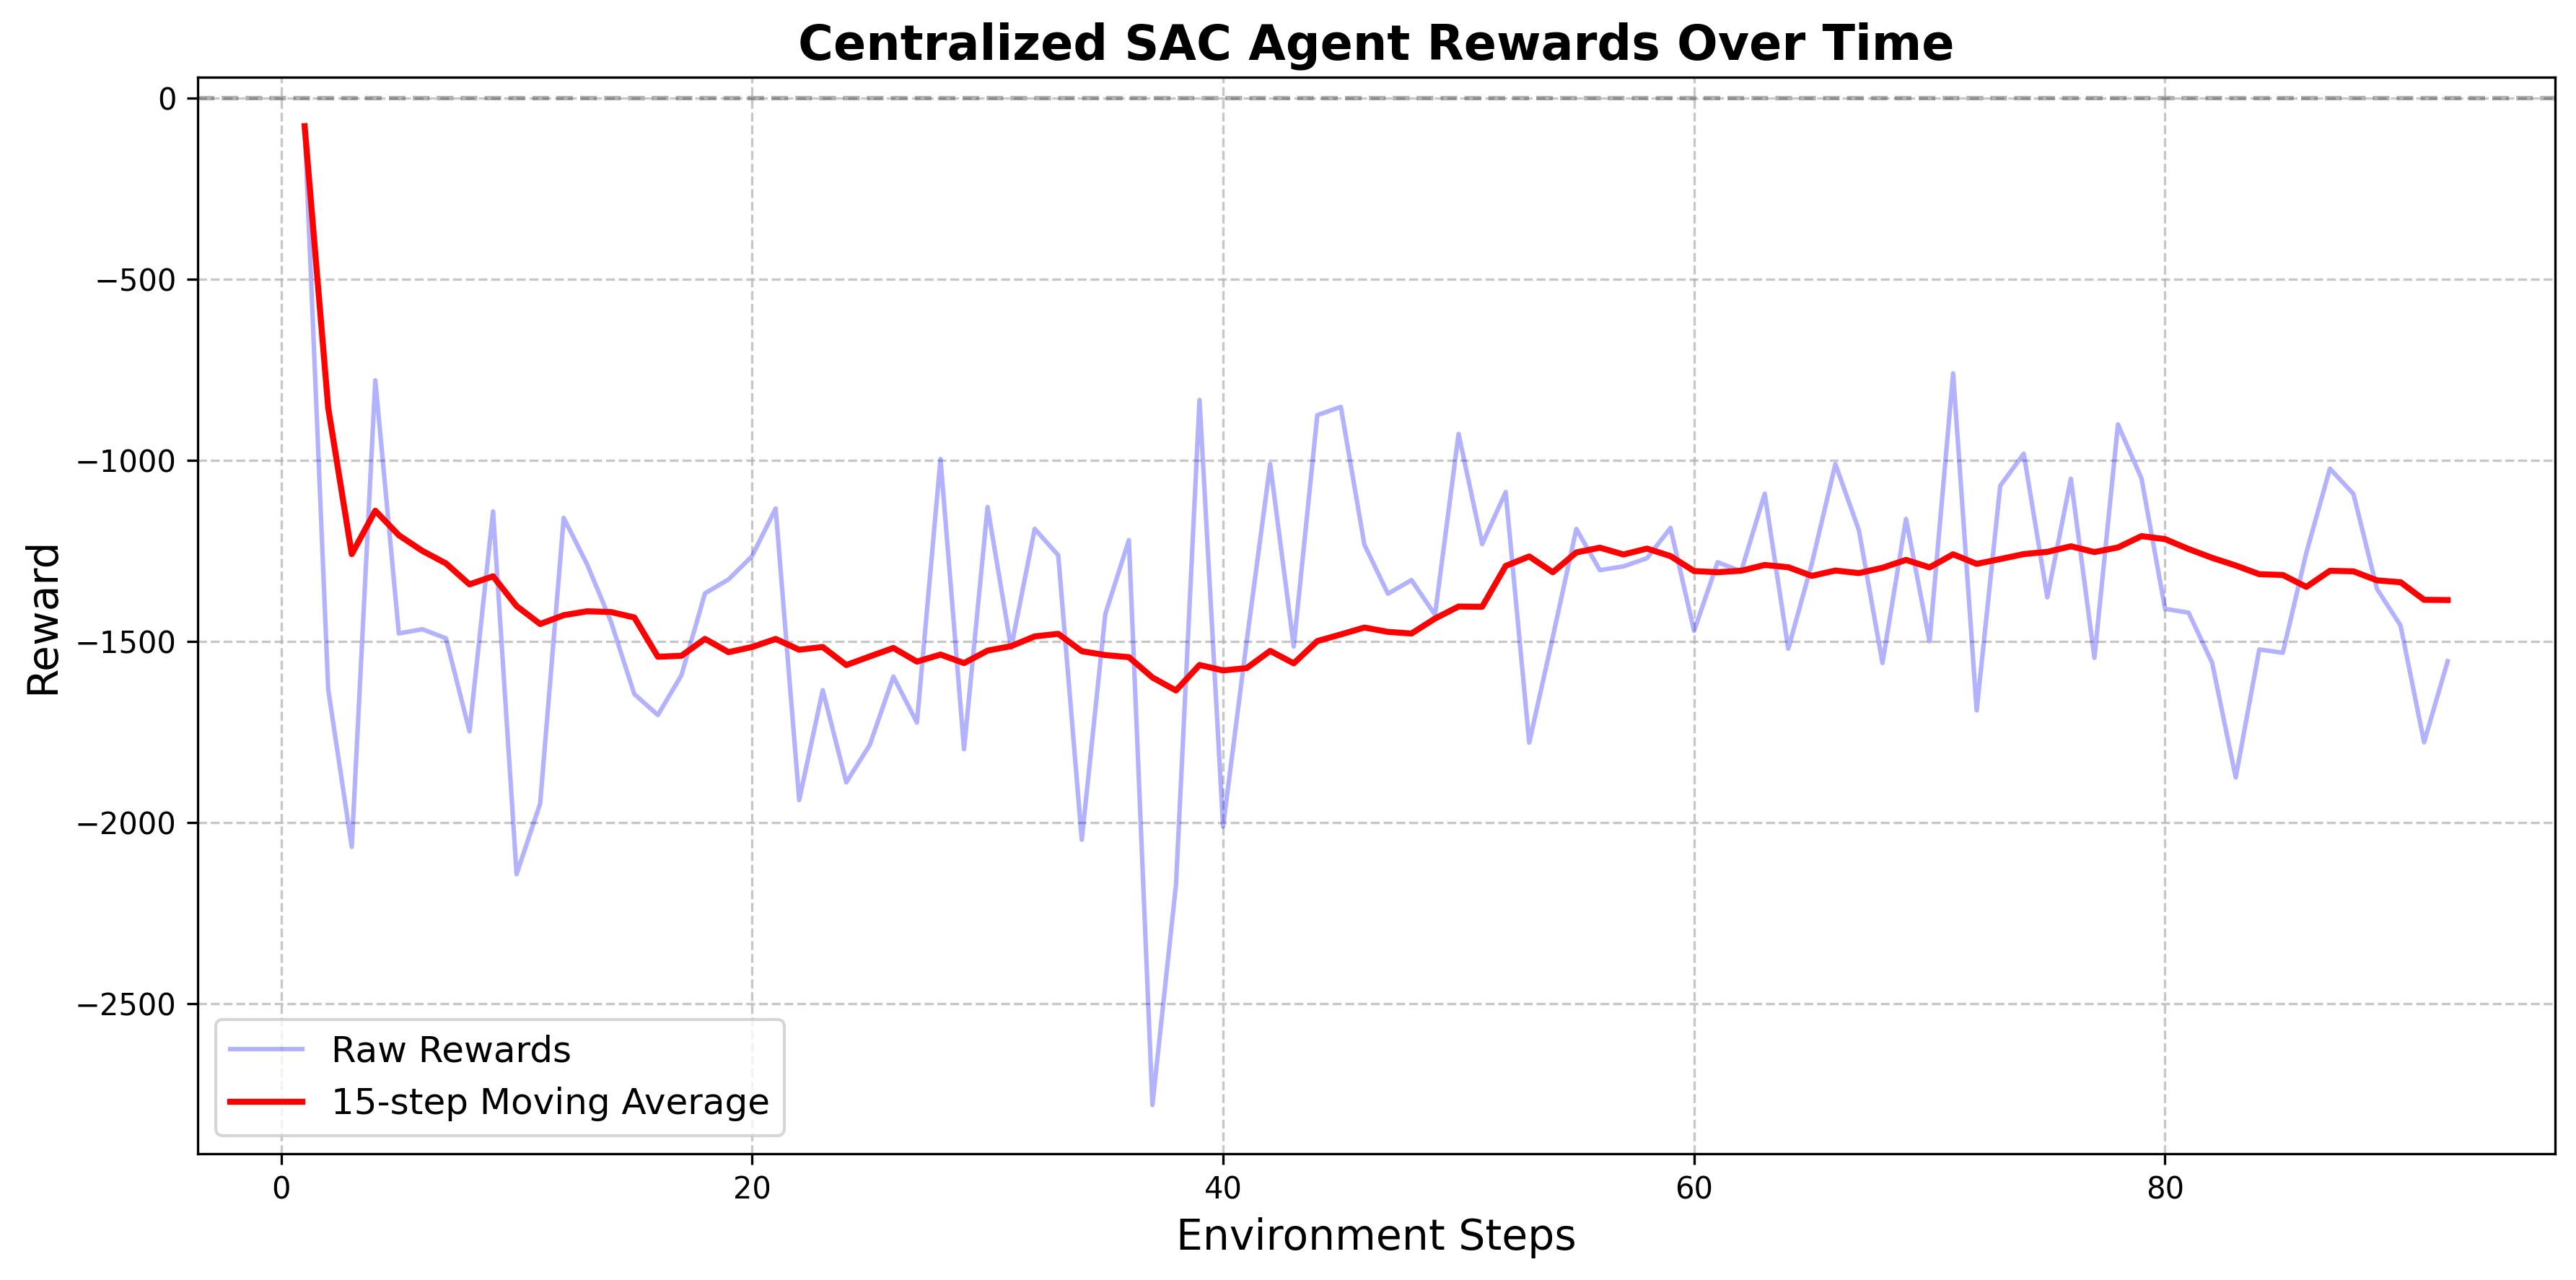 Centralized SAC Agent Rewards Over Time
0
−500
−1000
−1500
−2000
−2500
Reward
Raw Rewards
15-step Moving Average
0 20 40 60 80
Environment Steps